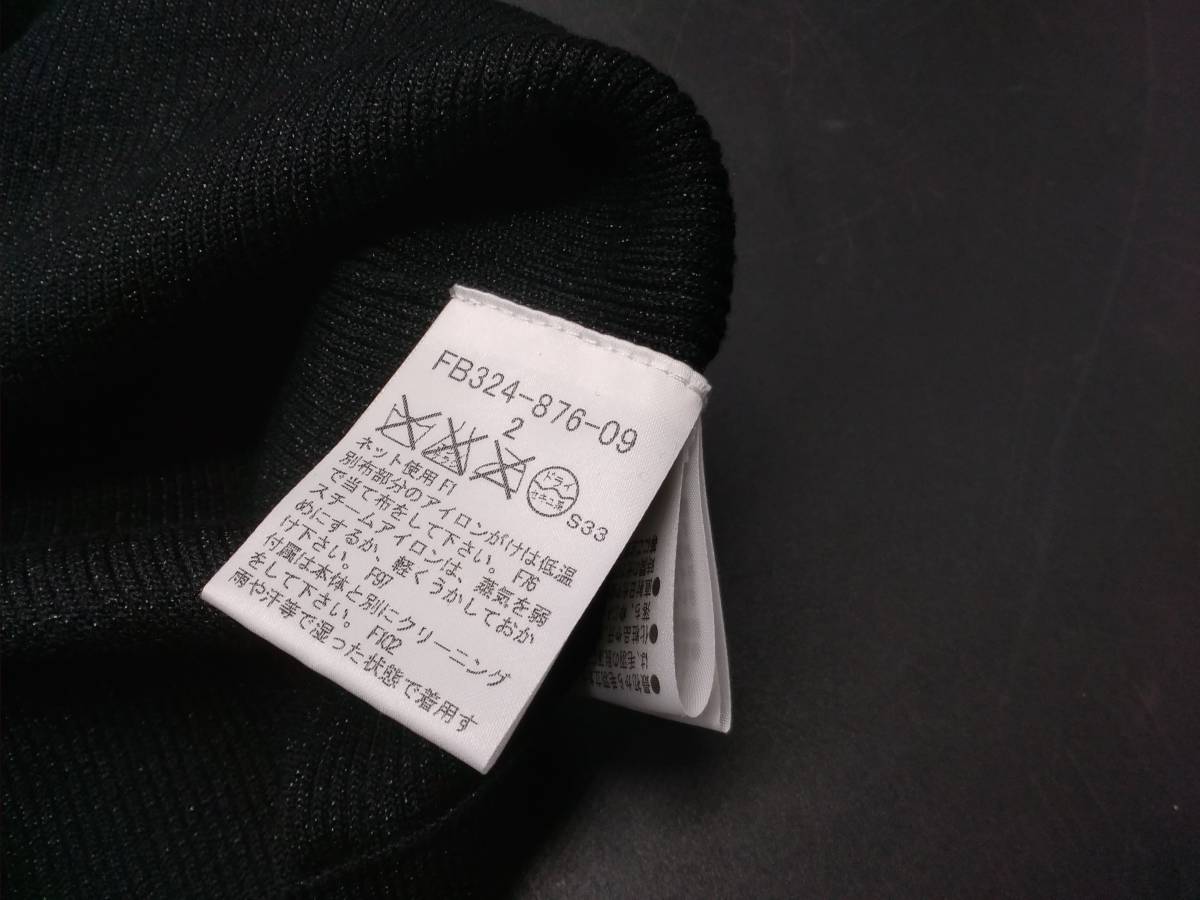 FB324-876-09
2
ドライ
セキユ系
S33
ネット使用 F1
別布部分のアイロンがけは低温
で当て布をして下さい。 F76
スチームアイロンは、蒸気を弱
めにするか、軽くうかしておか
け下さい。 F97
付属は本体と別にクリーニング
をして下さい。 F102
雨や汗等で湿った状態で着用す